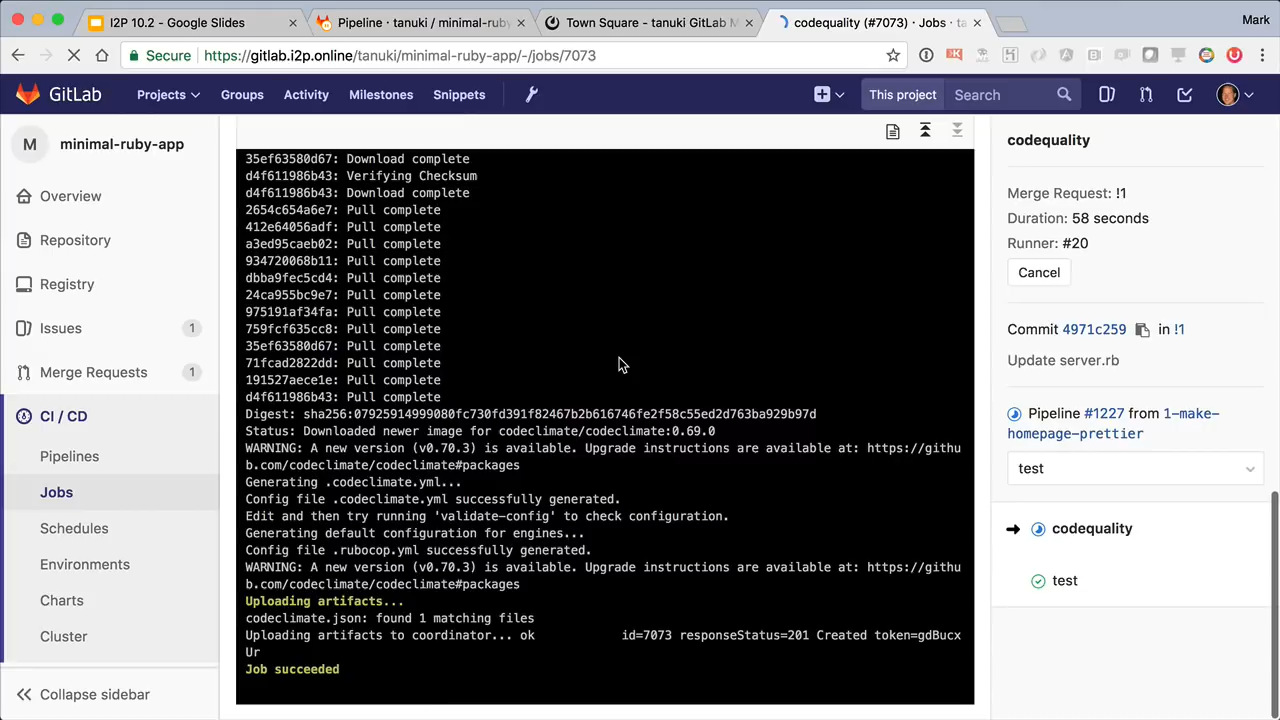 I2P 10.2 - Google Slides
Pipeline · tanuki / minimal-ruby
Town Square - tanuki GitLab M
codequality (#7073) · Jobs · ta
Mark
Secure
https://gitlab.i2p.online/tanuki/minimal-ruby-app/-/jobs/7073
GitLab
Projects
Groups
Activity
Milestones
Snippets
This project
Search
M
minimal-ruby-app
Overview
Repository
Registry
Issues
1
Merge Requests
1
CI / CD
Pipelines
Jobs
Schedules
Environments
Charts
Cluster
Collapse sidebar
35ef63580d67: Download complete
d4f611986b43: Verifying Checksum
d4f611986b43: Download complete
2654c654a6e7: Pull complete
412e64056adf: Pull complete
a3ed95caeb02: Pull complete
934720068b11: Pull complete
dbba9fec5cd4: Pull complete
24ca955bc9e7: Pull complete
975191af34fa: Pull complete
759fcf635cc8: Pull complete
35ef63580d67: Pull complete
71fcad2822dd: Pull complete
191527aece1e: Pull complete
d4f611986b43: Pull complete
Digest: sha256:07925914999080fc730fd391f82467b2b616746fe2f58c55ed2d763ba929b97d
Status: Downloaded newer image for codeclimate/codeclimate:0.69.0
WARNING: A new version (v0.70.3) is available. Upgrade instructions are available at: https://githu
b.com/codeclimate/codeclimate#packages
Generating .codeclimate.yml...
Config file .codeclimate.yml successfully generated.
Edit and then try running 'validate-config' to check configuration.
Generating default configuration for engines...
Config file .rubocop.yml successfully generated.
WARNING: A new version (v0.70.3) is available. Upgrade instructions are available at: https://githu
b.com/codeclimate/codeclimate#packages
Uploading artifacts...
codeclimate.json: found 1 matching files
Uploading artifacts to coordinator... ok id=7073 responseStatus=201 Created token=gdBucx
Ur
Job succeeded
codequality
Merge Request: !1
Duration: 58 seconds
Runner: #20
Cancel
Commit 4971c259 in !1
Update server.rb
Pipeline #1227 from 1-make-
homepage-prettier
test
codequality
test